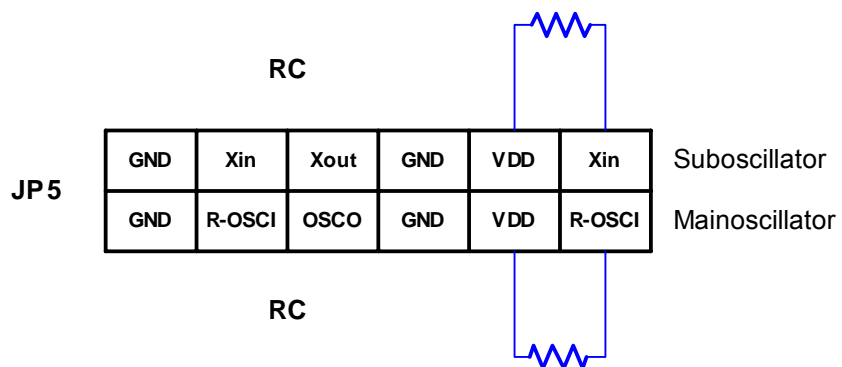 RC
GND Xin Xout GND VDD Xin Suboscillator
JP5
GND R-OSCI OSCO GND VDD R-OSCI Mainoscillator
RC